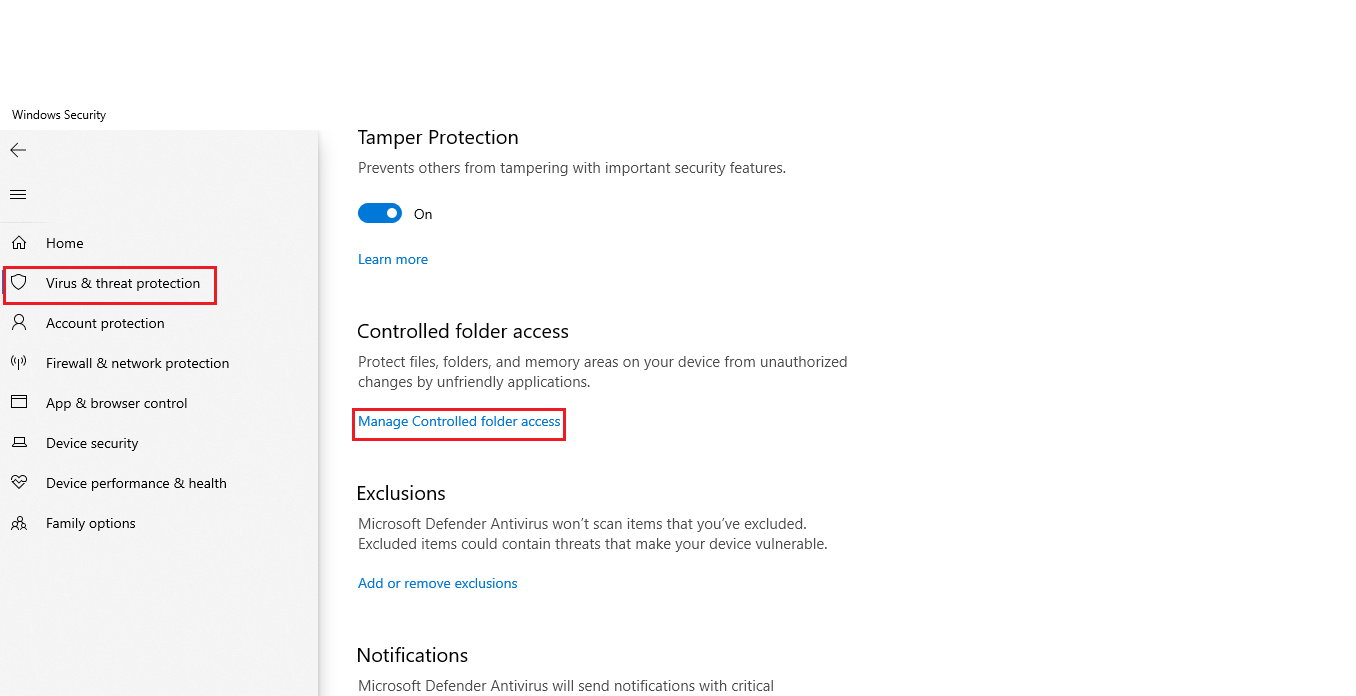 Windows Security
Home
Virus & threat protection
Account protection
Firewall & network protection
App & browser control
Device security
Device performance & health
Family options
Tamper Protection
Prevents others from tampering with important security features.
On
Learn more
Controlled folder access
Protect files, folders, and memory areas on your device from unauthorized
changes by unfriendly applications.
Manage Controlled folder access
Exclusions
Microsoft Defender Antivirus won’t scan items that you’ve excluded.
Excluded items could contain threats that make your device vulnerable.
Add or remove exclusions
Notifications
Microsoft Defender Antivirus will send notifications with critical